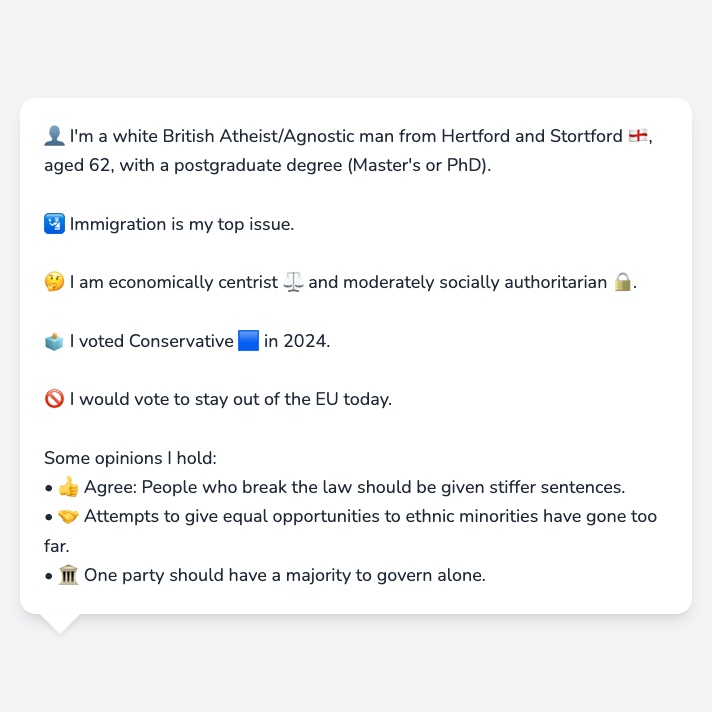 👤 I'm a white British Atheist/Agnostic man from Hertford and Stortford 🏴󠁧󠁢󠁥󠁮󠁧󠁿,
aged 62, with a postgraduate degree (Master's or PhD).
🛂 Immigration is my top issue.
🤔 I am economically centrist ⚖️ and moderately socially authoritarian 🔒.
🗳️ I voted Conservative 🟦 in 2024.
🚫 I would vote to stay out of the EU today.
Some opinions I hold:
• 👍 Agree: People who break the law should be given stiffer sentences.
• 🤝 Attempts to give equal opportunities to ethnic minorities have gone too
far.
• 🏛️ One party should have a majority to govern alone.